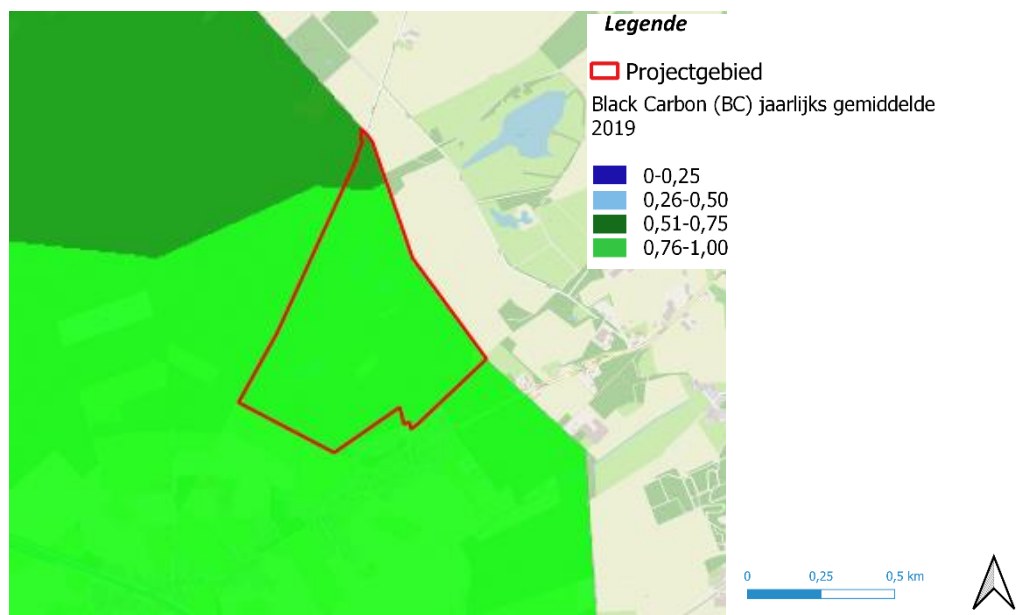 Legende
Projectgebied
Black Carbon (BC) jaarlijks gemiddelde
2019
0-0,25
0,26-0,50
0,51-0,75
0,76-1,00
0 0,25 0,5 km